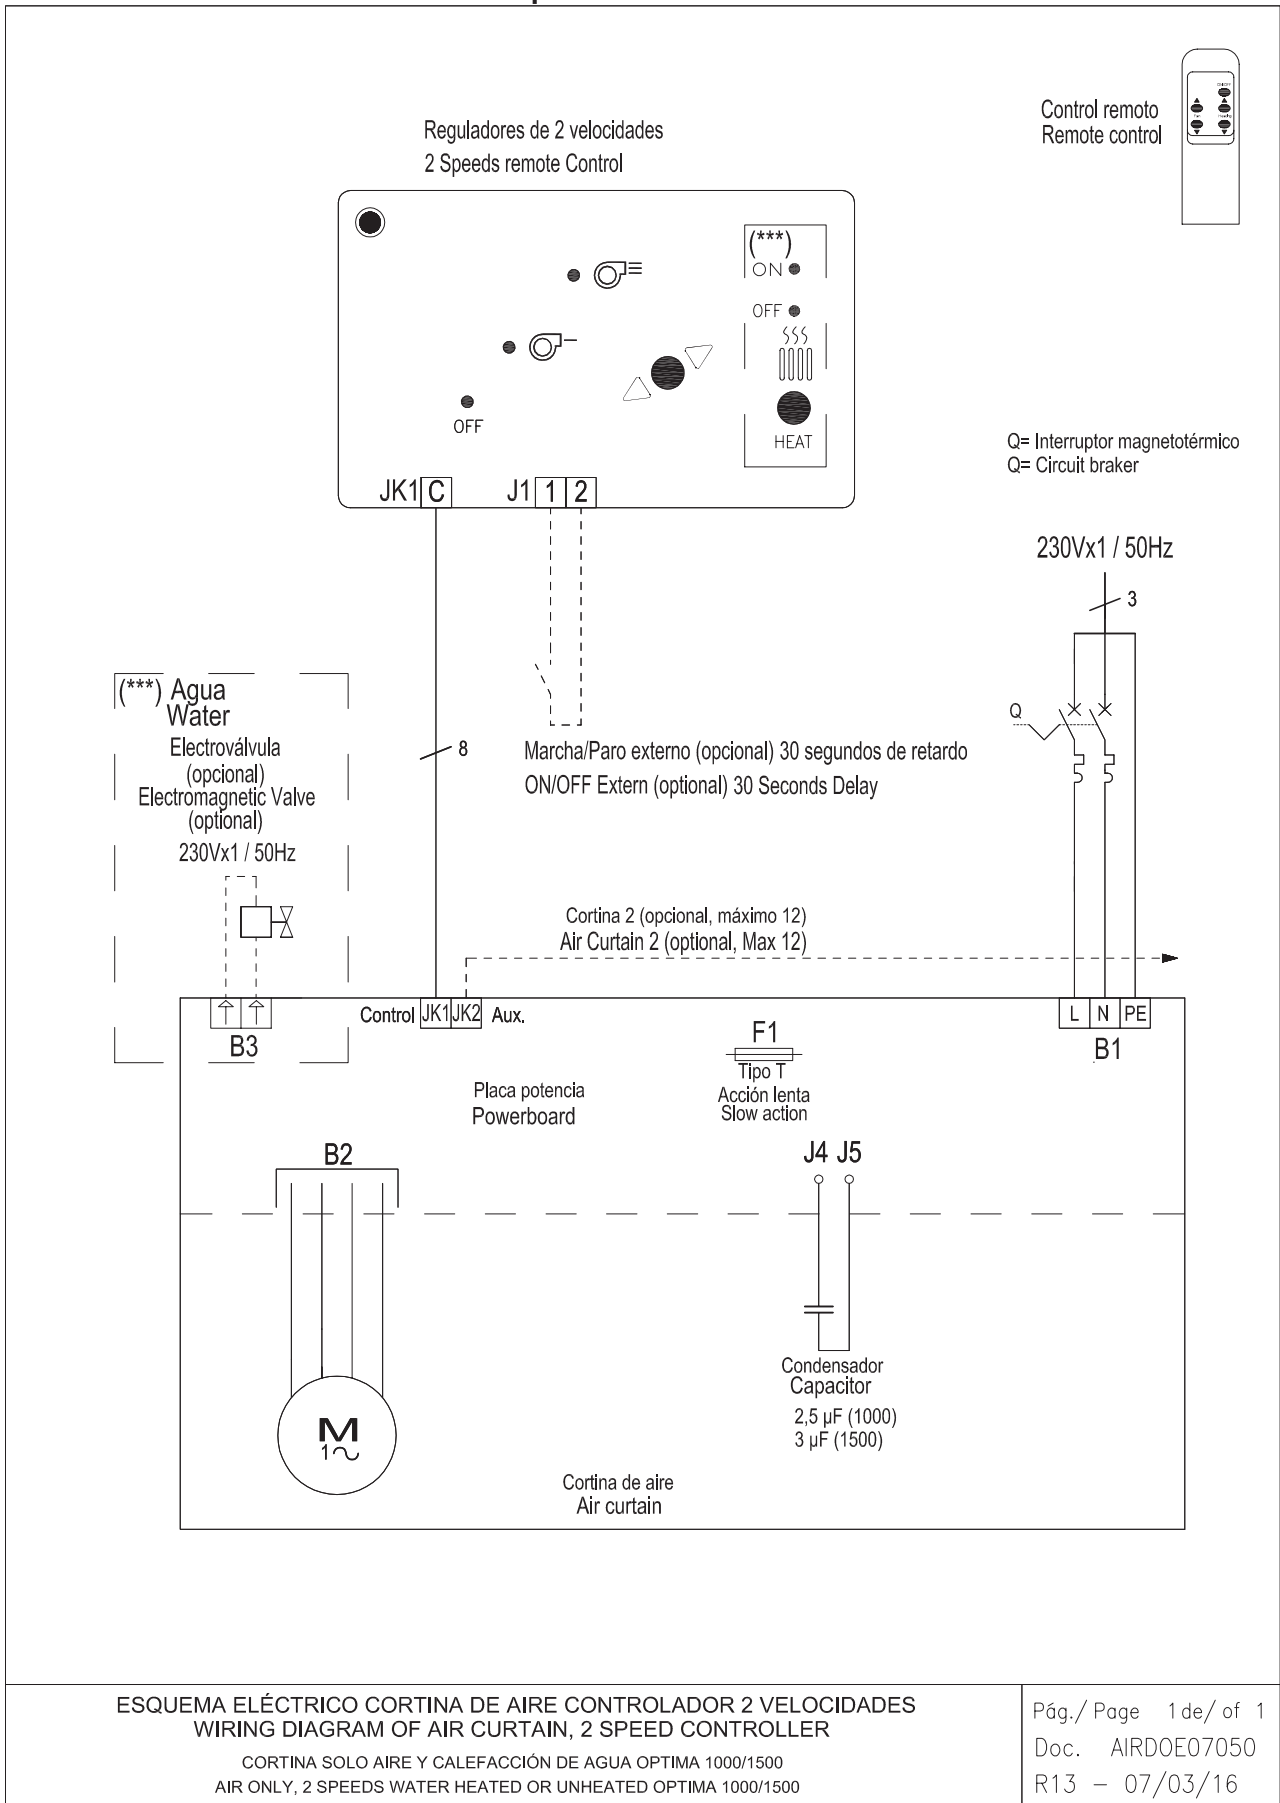 Control remoto
Remote control
ON/OFF
Fan
Heating
Reguladores de 2 velocidades
2 Speeds remote Control
(***)
ON
OFF
OFF
HEAT
JK1 C
J1 1 2
Q= Interruptor magnetotérmico
Q= Circuit braker
230Vx1 / 50Hz
3
Q
(***) Agua
Water
Electroválvula
(opcional)
Electromagnetic Valve
(optional)
230Vx1 / 50Hz
8
Marcha/Paro externo (opcional) 30 segundos de retardo
ON/OFF Extern (optional) 30 Seconds Delay
Cortina 2 (opcional, máximo 12)
Air Curtain 2 (optional, Max 12)
B3
Control JK1 JK2 Aux.
L N PE
B1
F1
Tipo T
Acción lenta
Slow action
Placa potencia
Powerboard
B2
J4 J5
Condensador
Capacitor
2,5 µF (1000)
3 µF (1500)
M
1~
Cortina de aire
Air curtain
ESQUEMA ELÉCTRICO CORTINA DE AIRE CONTROLADOR 2 VELOCIDADES
WIRING DIAGRAM OF AIR CURTAIN, 2 SPEED CONTROLLER
CORTINA SOLO AIRE Y CALEFACCIÓN DE AGUA OPTIMA 1000/1500
AIR ONLY, 2 SPEEDS WATER HEATED OR UNHEATED OPTIMA 1000/1500
Pág./ Page 1 de/ of 1
Doc. AIRDOE07050
R13 – 07/03/16